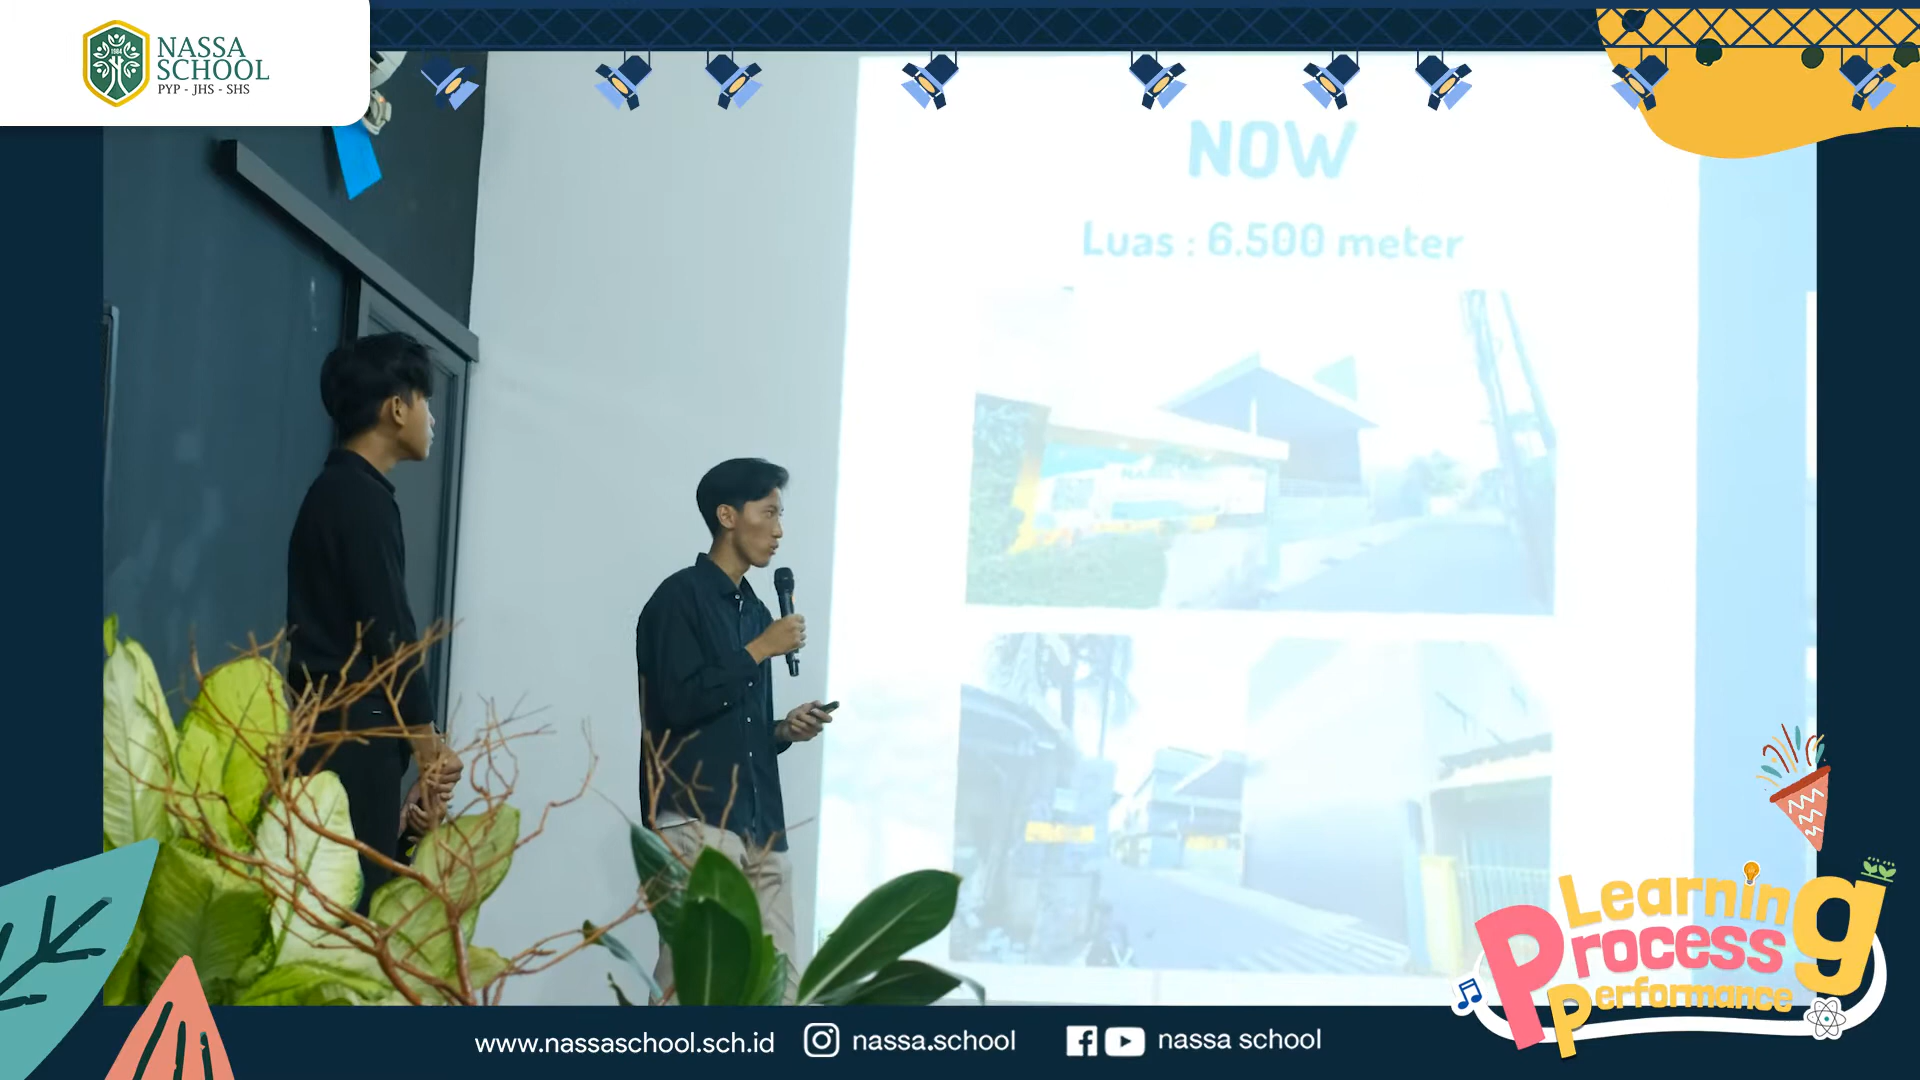 1984
NASSA
SCHOOL
PYP - JHS - SHS
NOW
Luas : 6.500 meter
Learning
Process
Performance
www.nassaschool.sch.id
nassa.school
nassa school